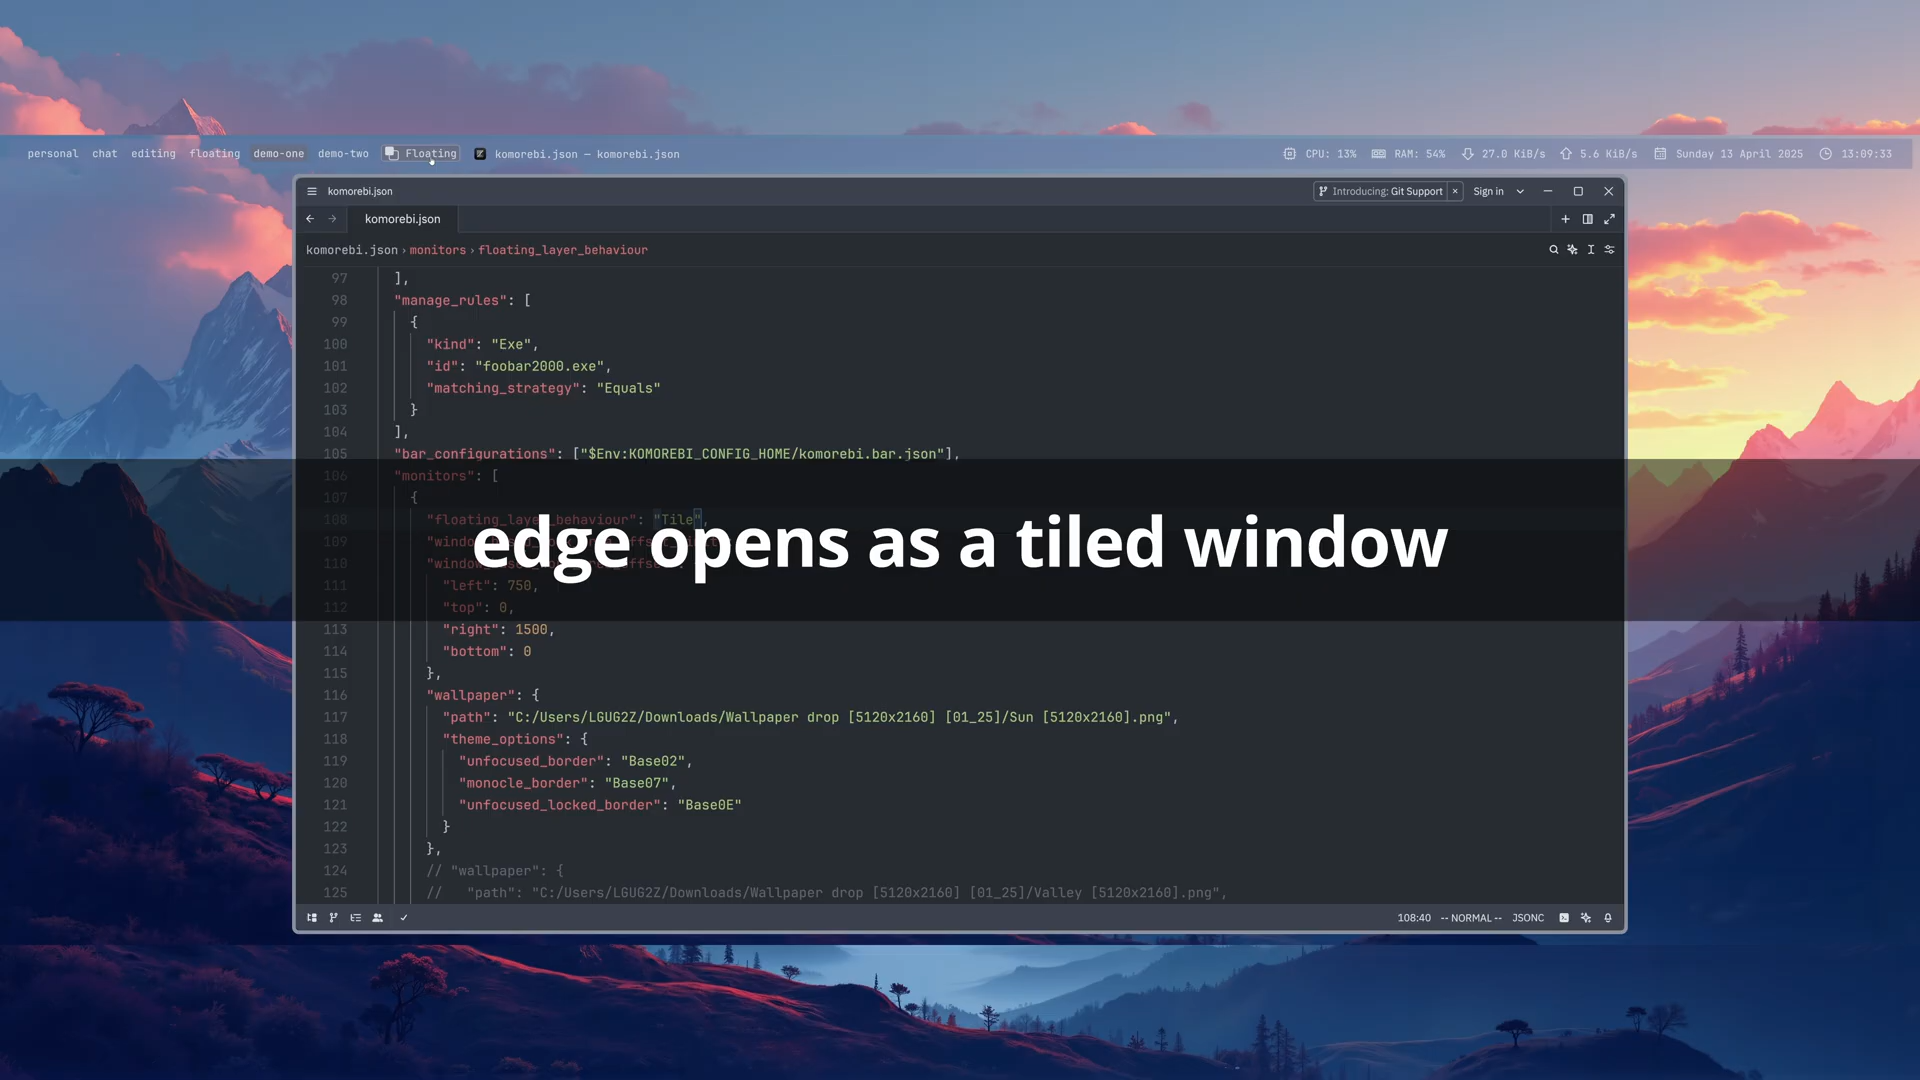 personal chat editing floating demo-one demo-two Floating komorebi.json — komorebi.json CPU: 13% RAM: 54% 27.0 KiB/s 5.6 KiB/s Sunday 13 April 2025 13:09:33
komorebi.json Introducing: Git Support × Sign in
komorebi.json
komorebi.json › monitors › floating_layer_behaviour
97 ],
98 "manage_rules": [
99 {
100 "kind": "Exe",
101 "id": "foobar2000.exe",
102 "matching_strategy": "Equals"
103 }
104 ],
105 "bar_configurations": ["$Env:KOMOREBI_CONFIG_HOME/komorebi.bar.json"],
106 "monitors": [
107 {
108 "floating_layer_behaviour": "Tile",
109
110
edge opens as a tiled window
111 "left": 750,
112 "top": 0,
113 "right": 1500,
114 "bottom": 0
115 },
116 "wallpaper": {
117 "path": "C:/Users/LGUG2Z/Downloads/Wallpaper drop [5120x2160] [01_25]/Sun [5120x2160].png",
118 "theme_options": {
119 "unfocused_border": "Base02",
120 "monocle_border": "Base07",
121 "unfocused_locked_border": "Base0E"
122 }
123 },
124 // "wallpaper": {
125 // "path": "C:/Users/LGUG2Z/Downloads/Wallpaper drop [5120x2160] [01_25]/Valley [5120x2160].png",
108:40 -- NORMAL -- JSONC